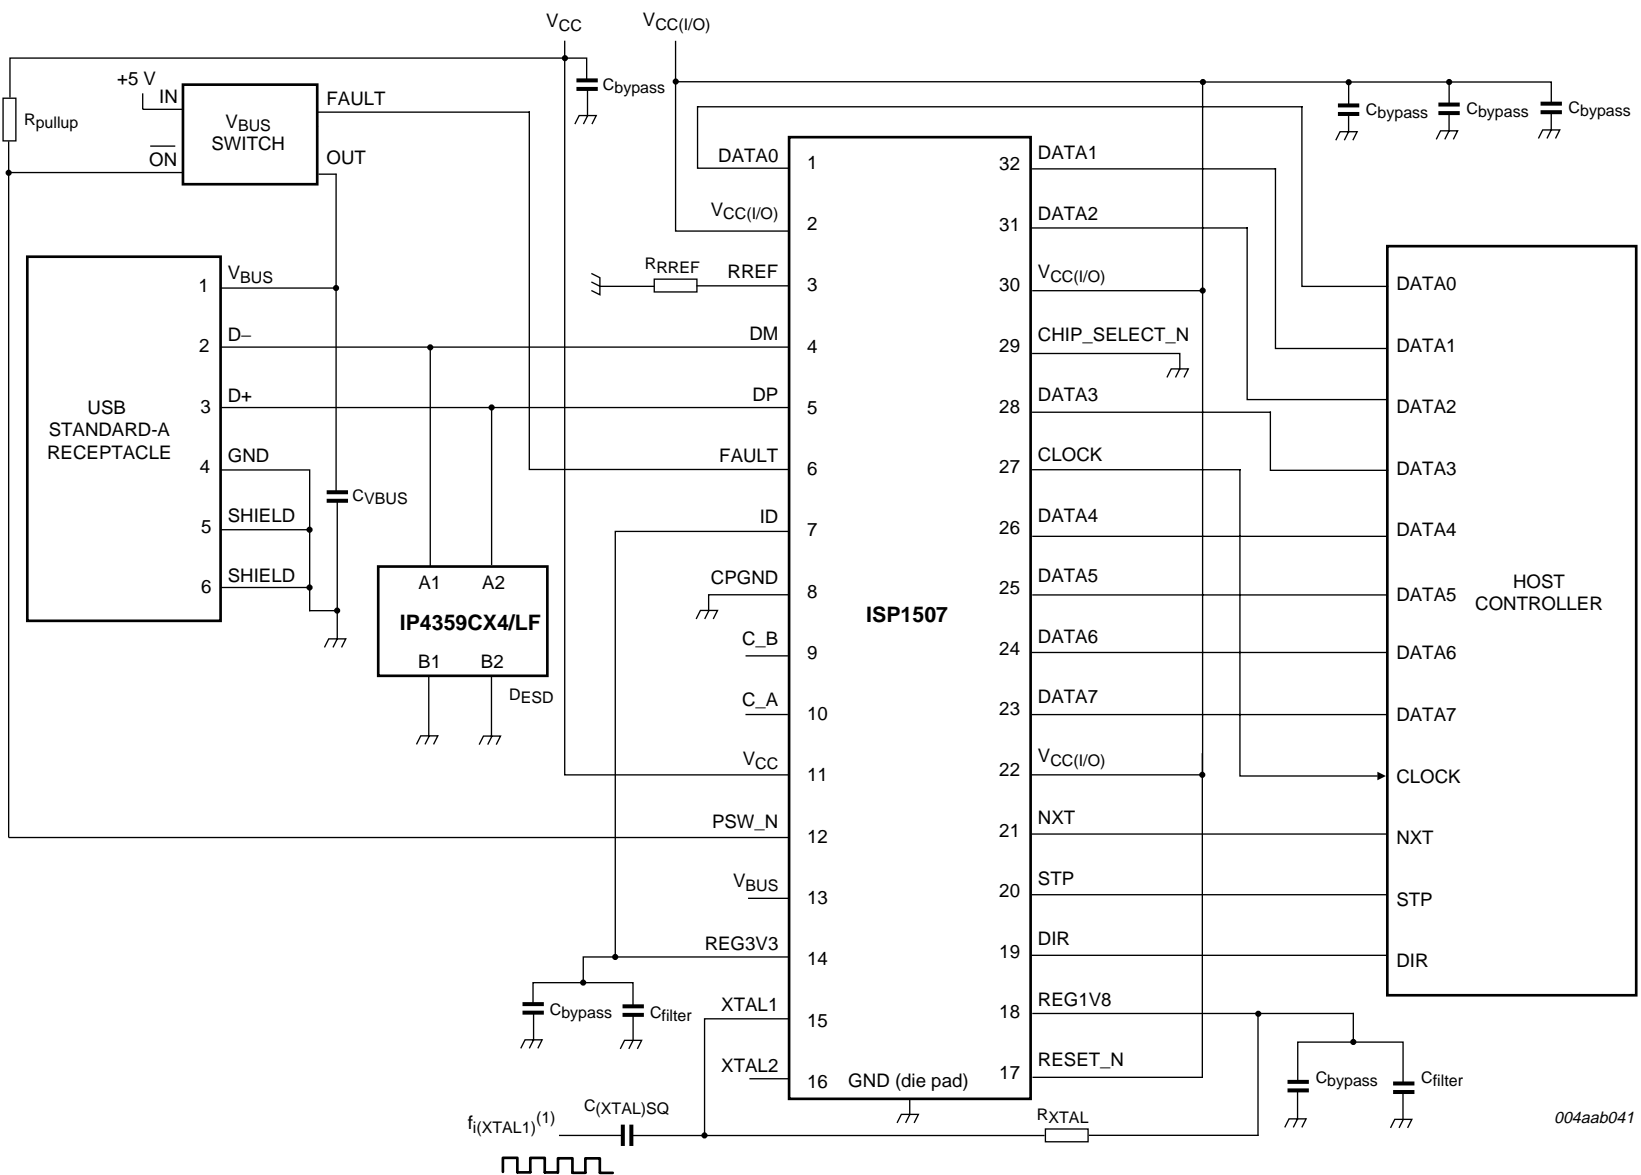 VCC
VCC(I/O)
+5 V
IN
FAULT
Cbypass
Cbypass
Cbypass
Cbypass
Rpullup
VBUS
SWITCH
ON
OUT
DATA0
1
32
DATA1
VCC(I/O)
2
31
DATA2
RRREF
RREF
3
30
VCC(I/O)
DM
4
29
CHIP_SELECT_N
DP
5
28
DATA3
FAULT
6
27
CLOCK
ID
7
26
DATA4
CPGND
8
25
DATA5
C_B
9
24
DATA6
C_A
10
23
DATA7
VCC
11
22
VCC(I/O)
PSW_N
12
21
NXT
VBUS
13
20
STP
REG3V3
14
19
DIR
XTAL1
15
18
REG1V8
XTAL2
16
17
RESET_N
GND (die pad)
ISP1507
USB
STANDARD-A
RECEPTACLE
1
VBUS
2
D−
3
D+
4
GND
5
SHIELD
6
SHIELD
CVBUS
A1
A2
IP4359CX4/LF
B1
B2
DESD
Cbypass
Cfilter
fi(XTAL1)(1)
C(XTAL)SQ
RXTAL
Cbypass
Cfilter
DATA0
DATA1
DATA2
DATA3
DATA4
DATA5
DATA6
DATA7
CLOCK
NXT
STP
DIR
HOST
CONTROLLER
004aab041